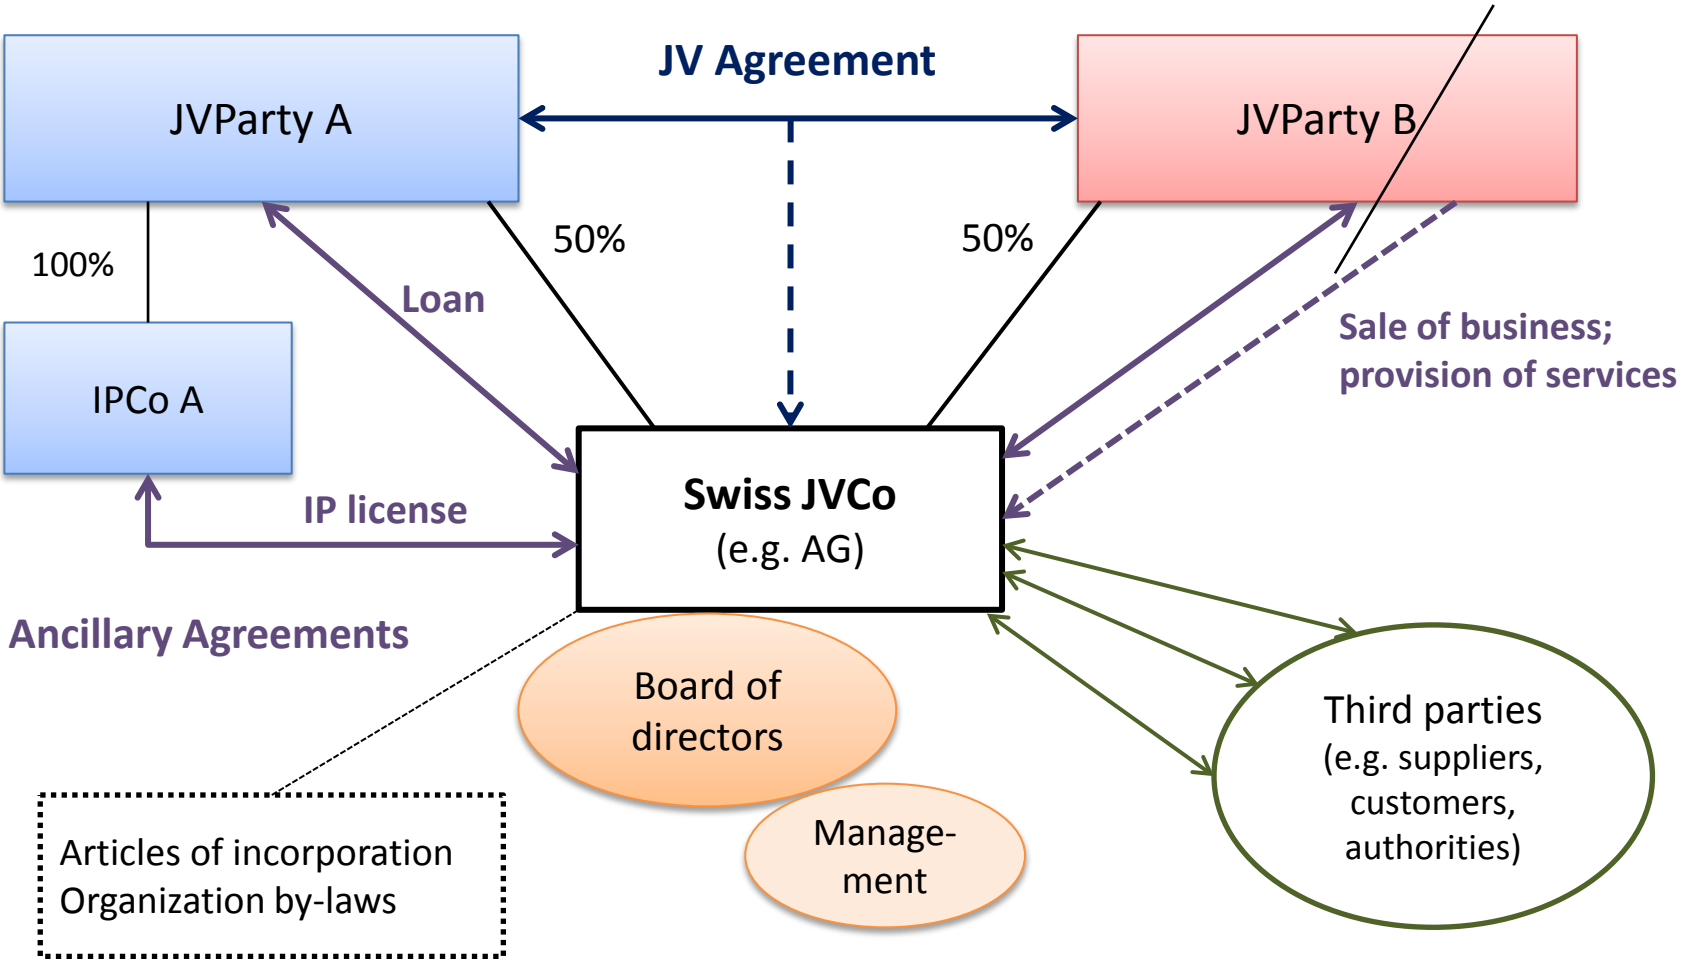 JV Agreement
JVParty A
JVParty B
50%
50%
100%
Loan
Sale of business;
provision of services
IPCo A
IP license
Swiss JVCo
(e.g. AG)
Ancillary Agreements
Board of
directors
Third parties
(e.g. suppliers,
customers,
authorities)
Manage-
ment
Articles of incorporation
Organization by-laws